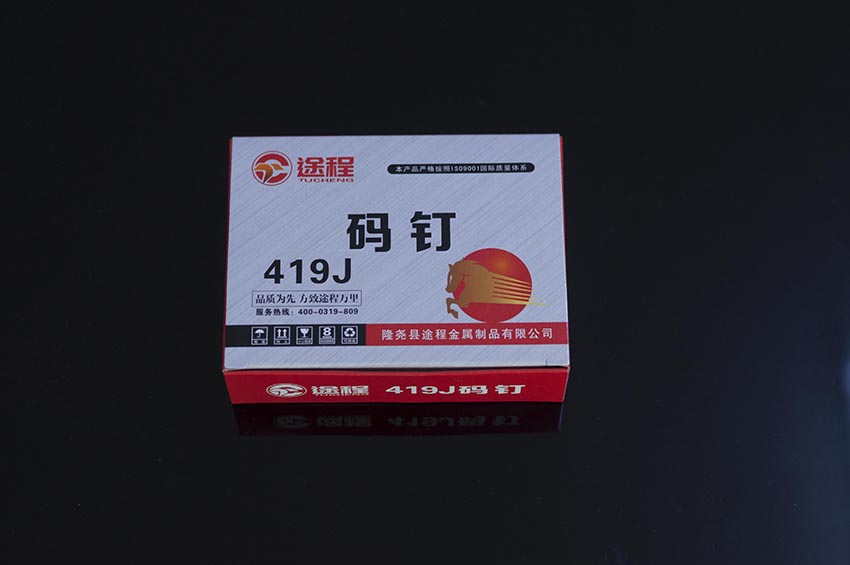 途程
TUCHENG
本产品严格按照ISO9001国际质量体系
码钉
419J
品质为先 方致途程万里
服务热线：400-0319-809
隆尧县途程金属制品有限公司
途程 419J码钉